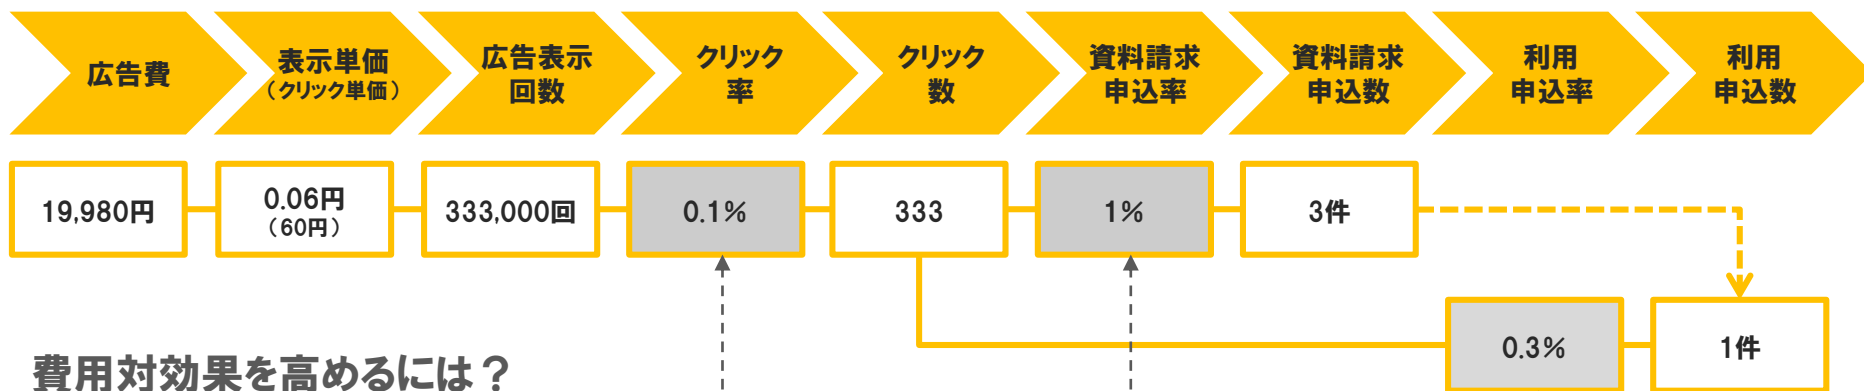 広告費
表示単価
（クリック単価）
広告表示
回数
クリック
率
クリック
数
資料請求
申込率
資料請求
申込数
利用
申込率
利用
申込数
19,980円
0.06円
（60円）
333,000回
0.1%
333
1%
3件
0.3%
1件
費用対効果を高めるには？